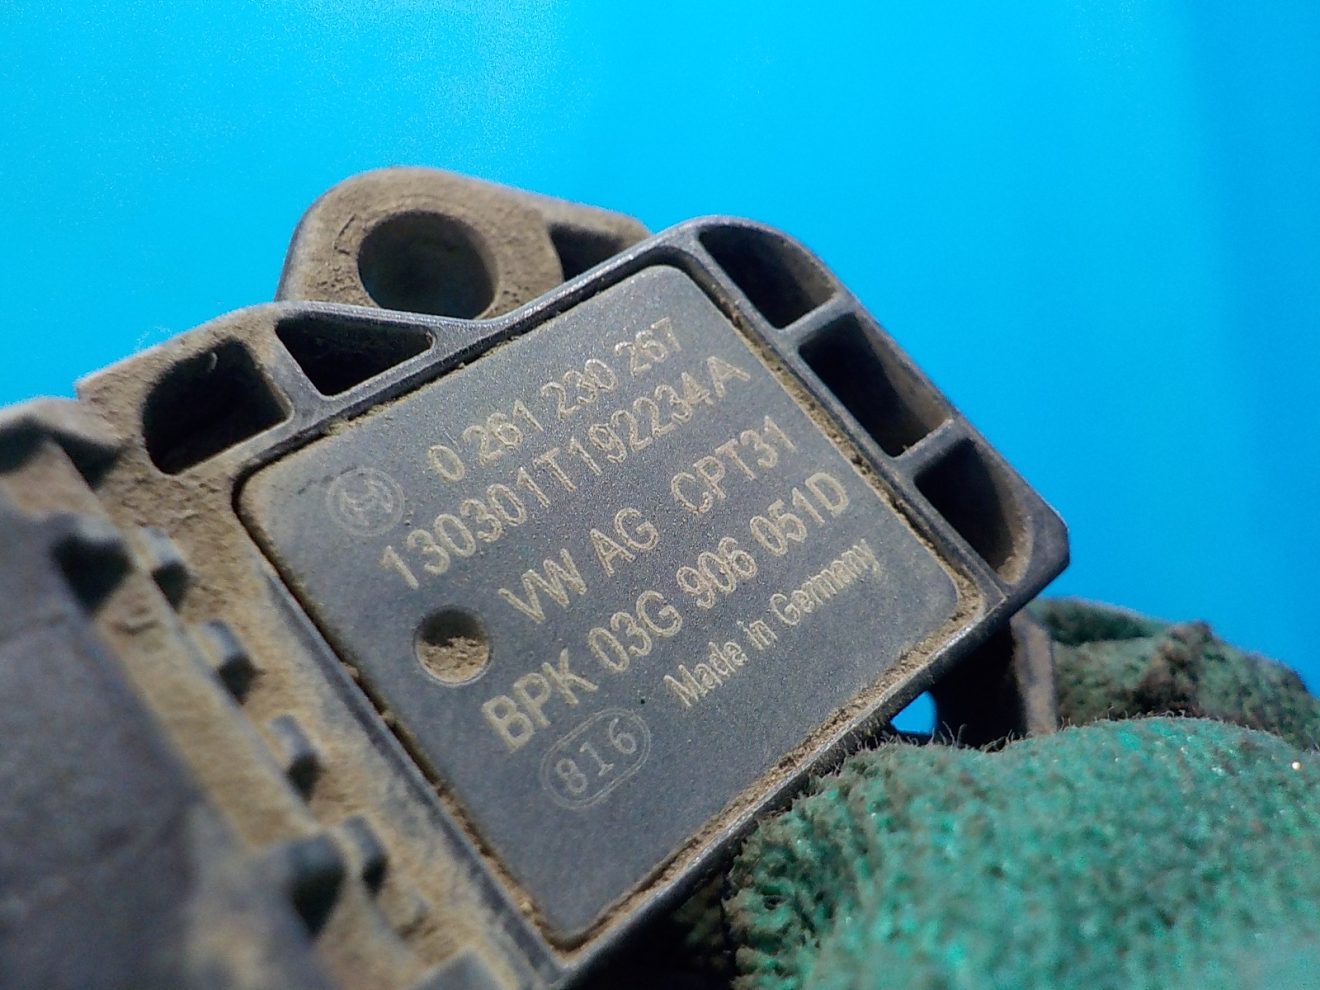 0 261 230 267
130301T192234A
VW AG CPT31
BPK 03G 906 051D
Made in Germany
816